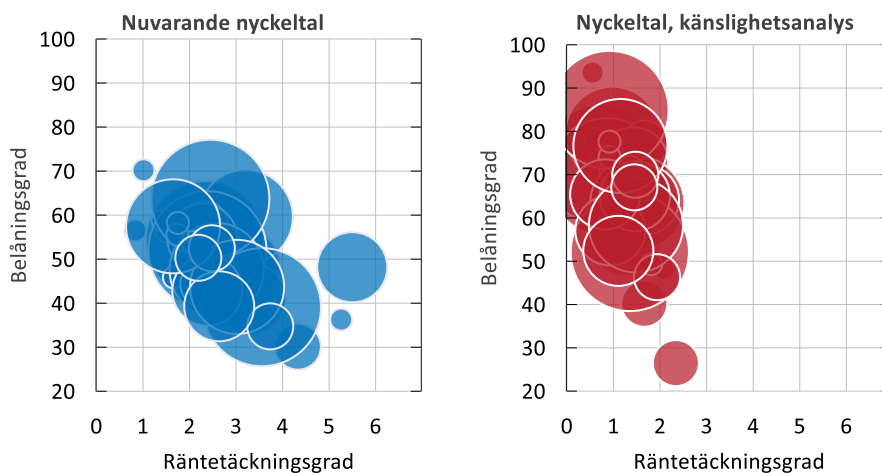 Nuvarande nyckeltal
Belåningsgrad
100
90
80
70
60
50
40
30
20
0 1 2 3 4 5 6
Räntetäckningsgrad
Nyckeltal, känslighetsanalys
Belåningsgrad
100
90
80
70
60
50
40
30
20
0 1 2 3 4 5 6
Räntetäckningsgrad